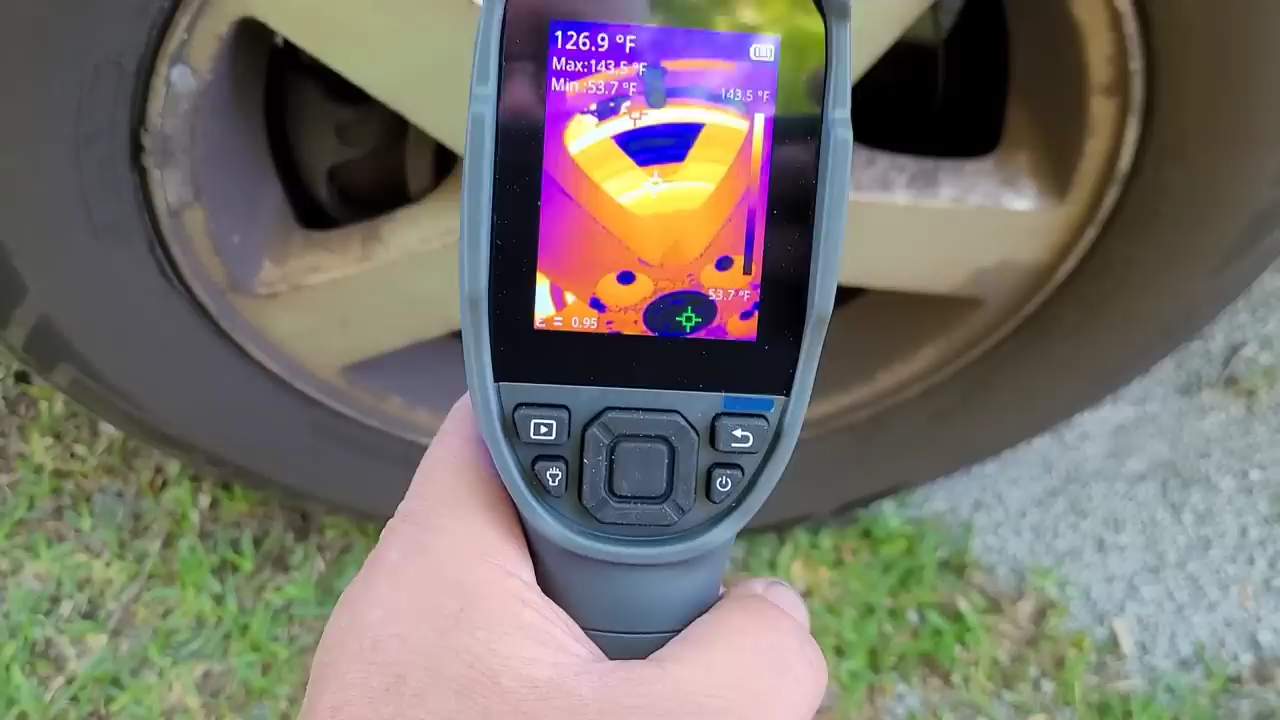 126.9 °F
Max:143.5 °F
Min :53.7 °F
143.5 °F
53.7 °F
ε = 0.95